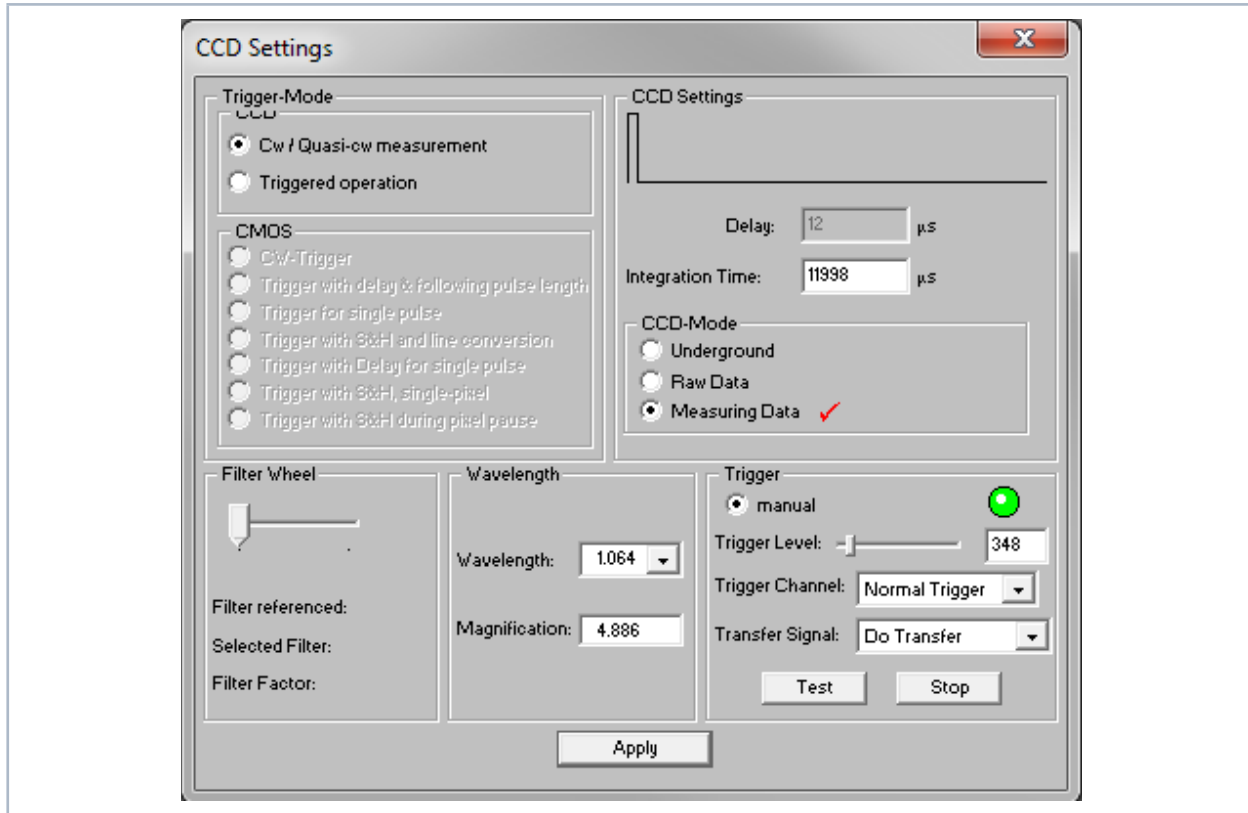 CCD Settings
Trigger-Mode
CCD
Cw / Quasi-cw measurement
Triggered operation
CMOS
CW-Trigger
Trigger with delay & following pulse length
Trigger for single pulse
Trigger with S&H and line conversion
Trigger with Delay for single pulse
Trigger with S&H, single-pixel
Trigger with S&H during pixel pause
CCD Settings
Delay: 12 µs
Integration Time: 11998 µs
CCD-Mode
Underground
Raw Data
Measuring Data
Filter Wheel
Filter referenced:
Selected Filter:
Filter Factor:
Wavelength
Wavelength: 1.064
Magnification: 4.886
Trigger
manual
Trigger Level: 348
Trigger Channel: Normal Trigger
Transfer Signal: Do Transfer
Test Stop
Apply